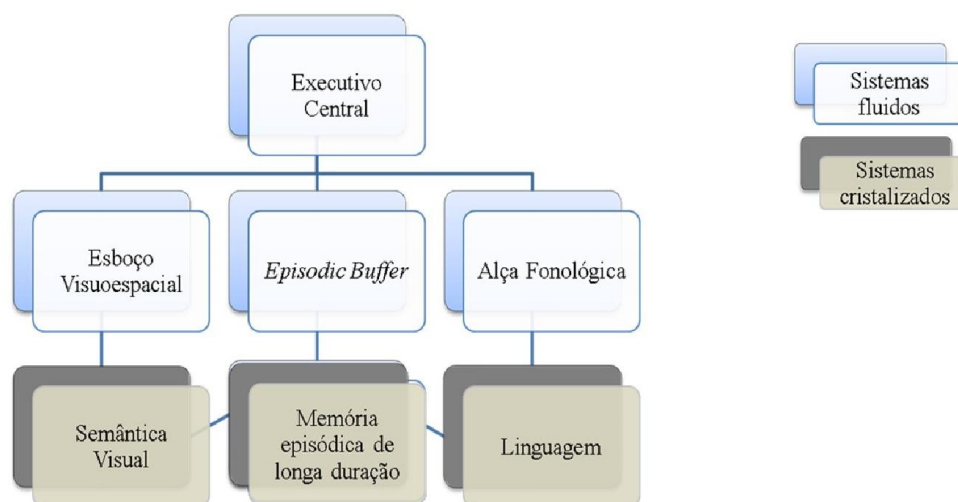 Executivo
Central
Sistemas
fluidos
Sistemas
cristalizados
Esboço
Visuoespacial
Episodic Buffer
Alça Fonológica
Semântica
Visual
Memória
episódica de
longa duração
Linguagem